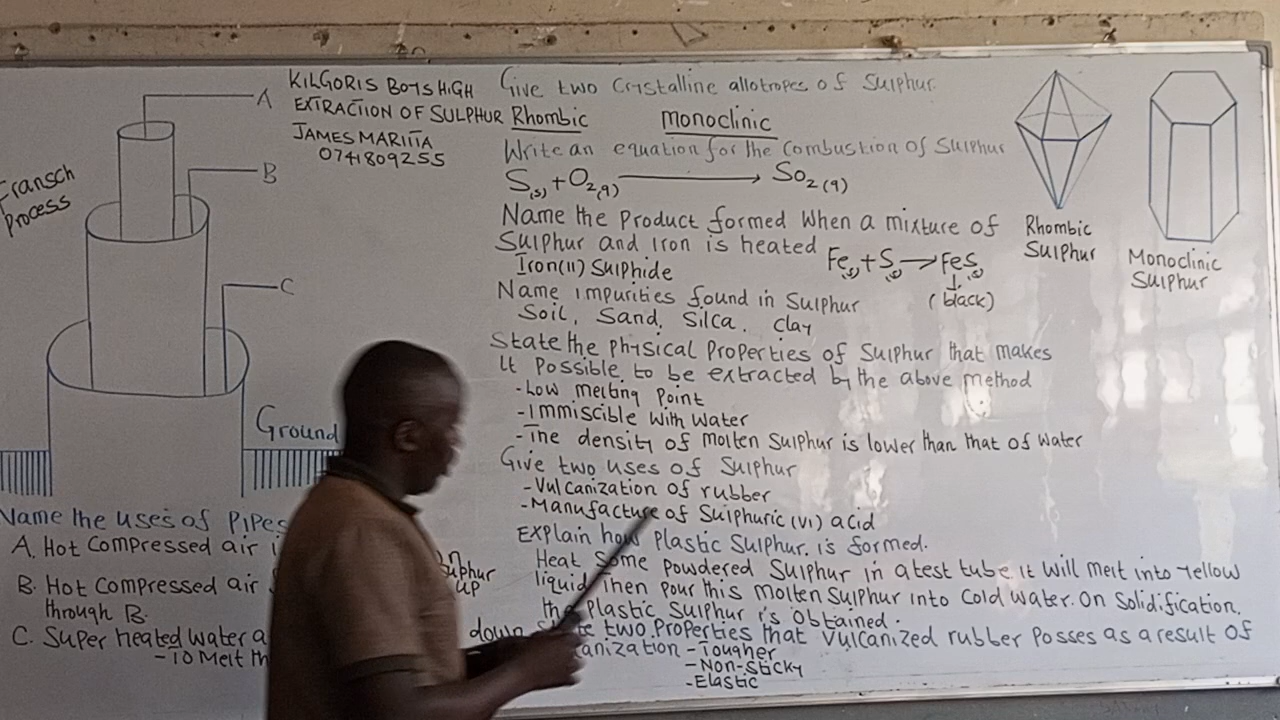 KILGORIS BOYS HIGH
EXTRACTION OF SULPHUR
JAMES MARITTA
0741809255
Fransch
Process
A
B
C
Ground
Name the uses of Pipes
A. Hot Compressed air
B. Hot Compressed air
through B.
Sulphur
up
C. Super heated water a
down
- To Melt th
Give two Crystalline allotropes of Sulphur.
Rhombic monoclinic
Write an equation for the Combustion of Sulphur
S(s) + O2(g) → SO2(g)
Name the Product formed When a mixture of
Sulphur and Iron is heated Fe(s) + S(s) → FeS(s)
Iron(II) Sulphide
(black)
Name impurities found in Sulphur
Soil, Sand, Silca, Clay
State the Physical Properties of Sulphur that makes
it Possible to be extracted by the above method
- Low melting Point
- Immiscible With Water
- The density of molten Sulphur is lower than that of Water
Give two uses of Sulphur
- Vulcanization of rubber
- Manufacture of Sulphuric (VI) acid
Explain how Plastic Sulphur. is formed.
Heat Some Powdered Sulphur in a test tube it Will melt into Yellow
liquid Then Pour this molten Sulphur into Cold Water. On Solidification,
the Plastic Sulphur is Obtained.
two Properties that Vulcanized rubber Posses as a result of
anization - Tougher
- Non-Sticky
- Elastic
Rhombic
Sulphur
Monoclinic
Sulphur